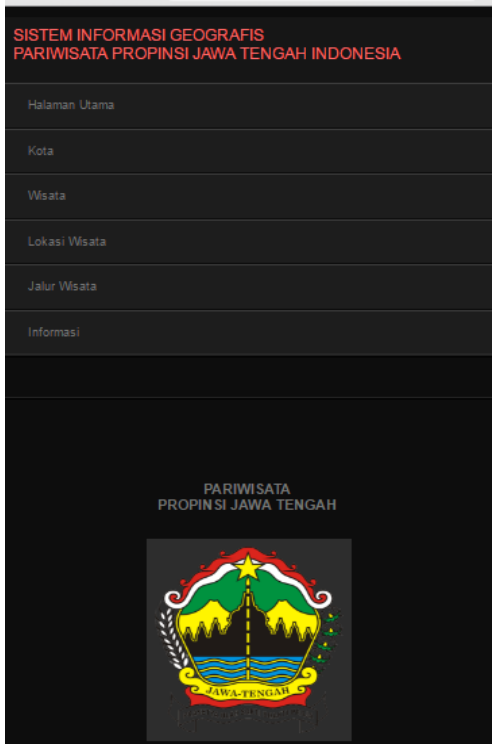 SISTEM INFORMASI GEOGRAFIS
PARIWISATA PROPINSI JAWA TENGAH INDONESIA
Halaman Utama
Kota
Wisata
Lokasi Wisata
Jalur Wisata
Informasi
PARIWISATA
PROPINSI JAWA TENGAH
JAWA-TENGAH